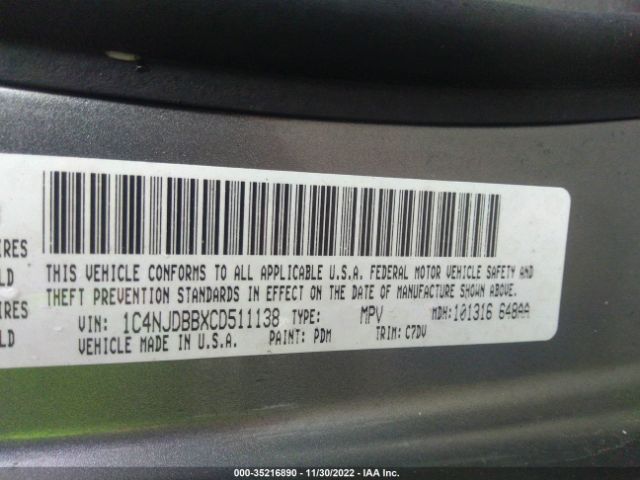 IRES
THIS VEHICLE CONFORMS TO ALL APPLICABLE U.S.A. FEDERAL MOTOR VEHICLE SAFETY AND
LD
THEFT PREVENTION STANDARDS IN EFFECT ON THE DATE OF MANUFACTURE SHOWN ABOVE.
IRES
VIN: 1C4NJDBBXCD511138 TYPE: MPV MDH: 101316 648AA
LD
VEHICLE MADE IN U.S.A. PAINT: PDM TRIM: C7DV
000-35216890 - 11/30/2022 - IAA Inc.